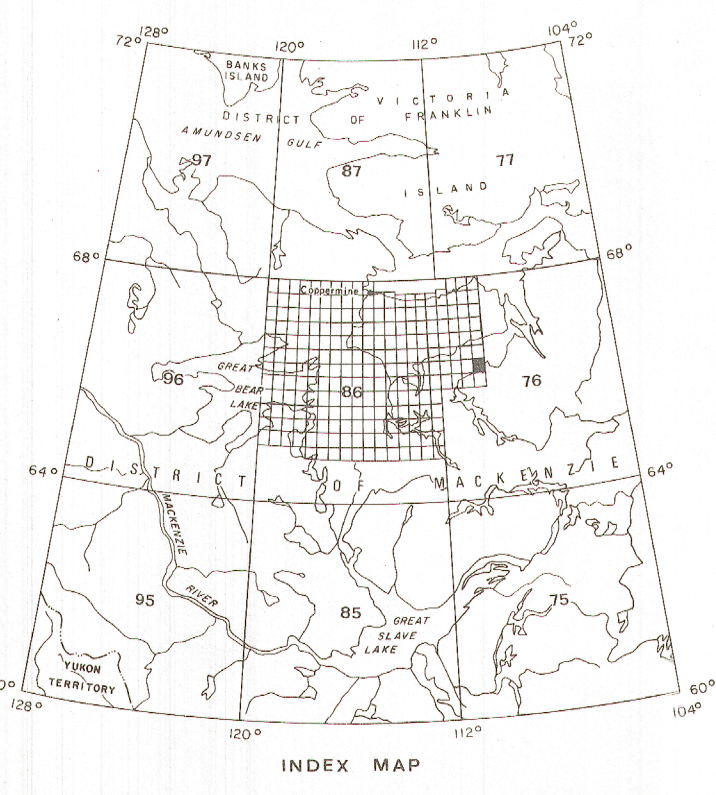 128°
120°
112°
104°
72°
72°
BANKS
ISLAND
VICTORIA
DISTRICT OF FRANKLIN
AMUNDSEN GULF
97
87
77
ISLAND
68°
68°
Coppermine
GREAT
BEAR
LAKE
96
86
76
DISTRICT OF MACKENZIE
64°
64°
MACKENZIE
RIVER
95
85
75
GREAT
SLAVE
LAKE
YUKON
TERRITORY
0°
60°
128°
120°
112°
104°
INDEX MAP